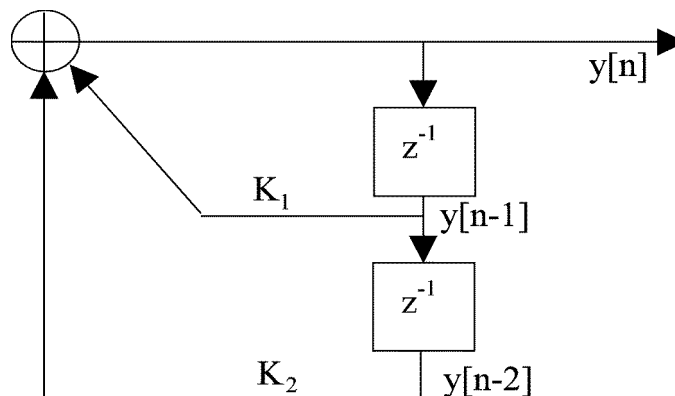 y[n]
z⁻¹
K₁
y[n-1]
z⁻¹
K₂
y[n-2]